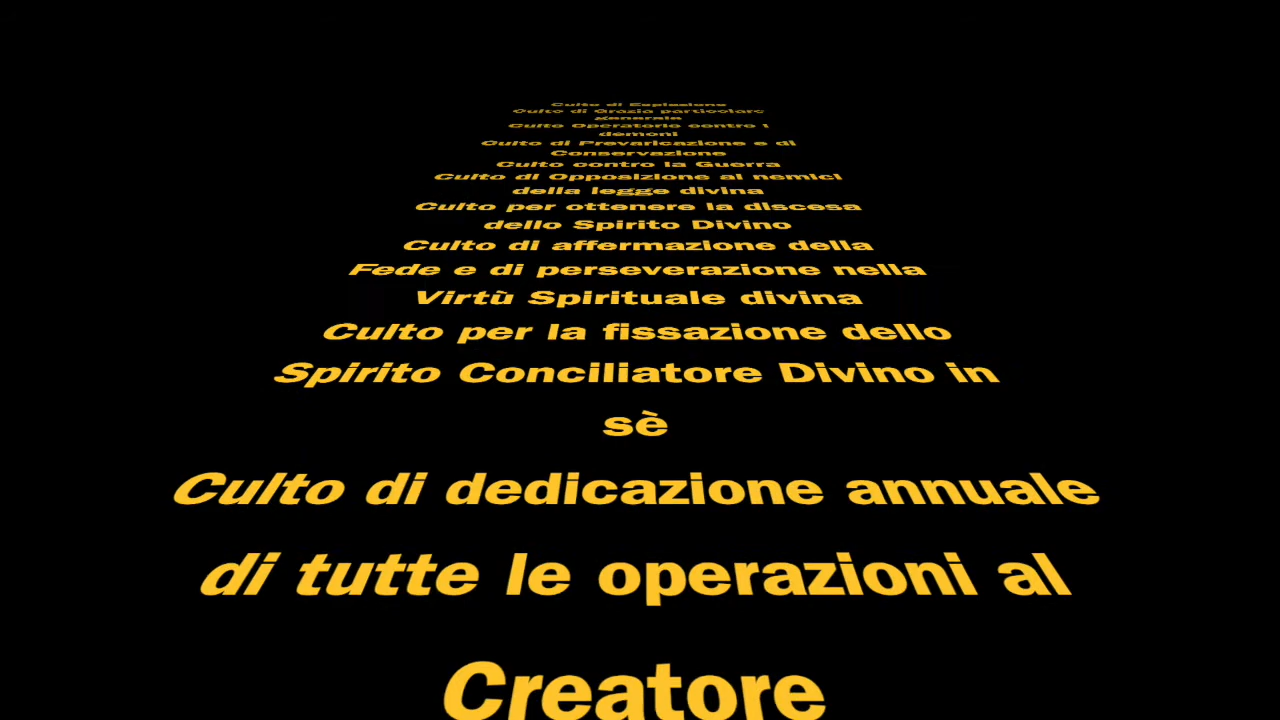 Culto di Espiazione
Culto di Grazia particolare
generale
Culto Operatorio contro i
demoni
Culto di Prevaricazione e di
Conservazione
Culto contro la Guerra
Culto di Opposizione ai nemici
della legge divina
Culto per ottenere la discesa
dello Spirito Divino
Culto di affermazione della
Fede e di perseverazione nella
Virtù Spirituale divina
Culto per la fissazione dello
Spirito Conciliatore Divino in
sè
Culto di dedicazione annuale
di tutte le operazioni al
Creatore